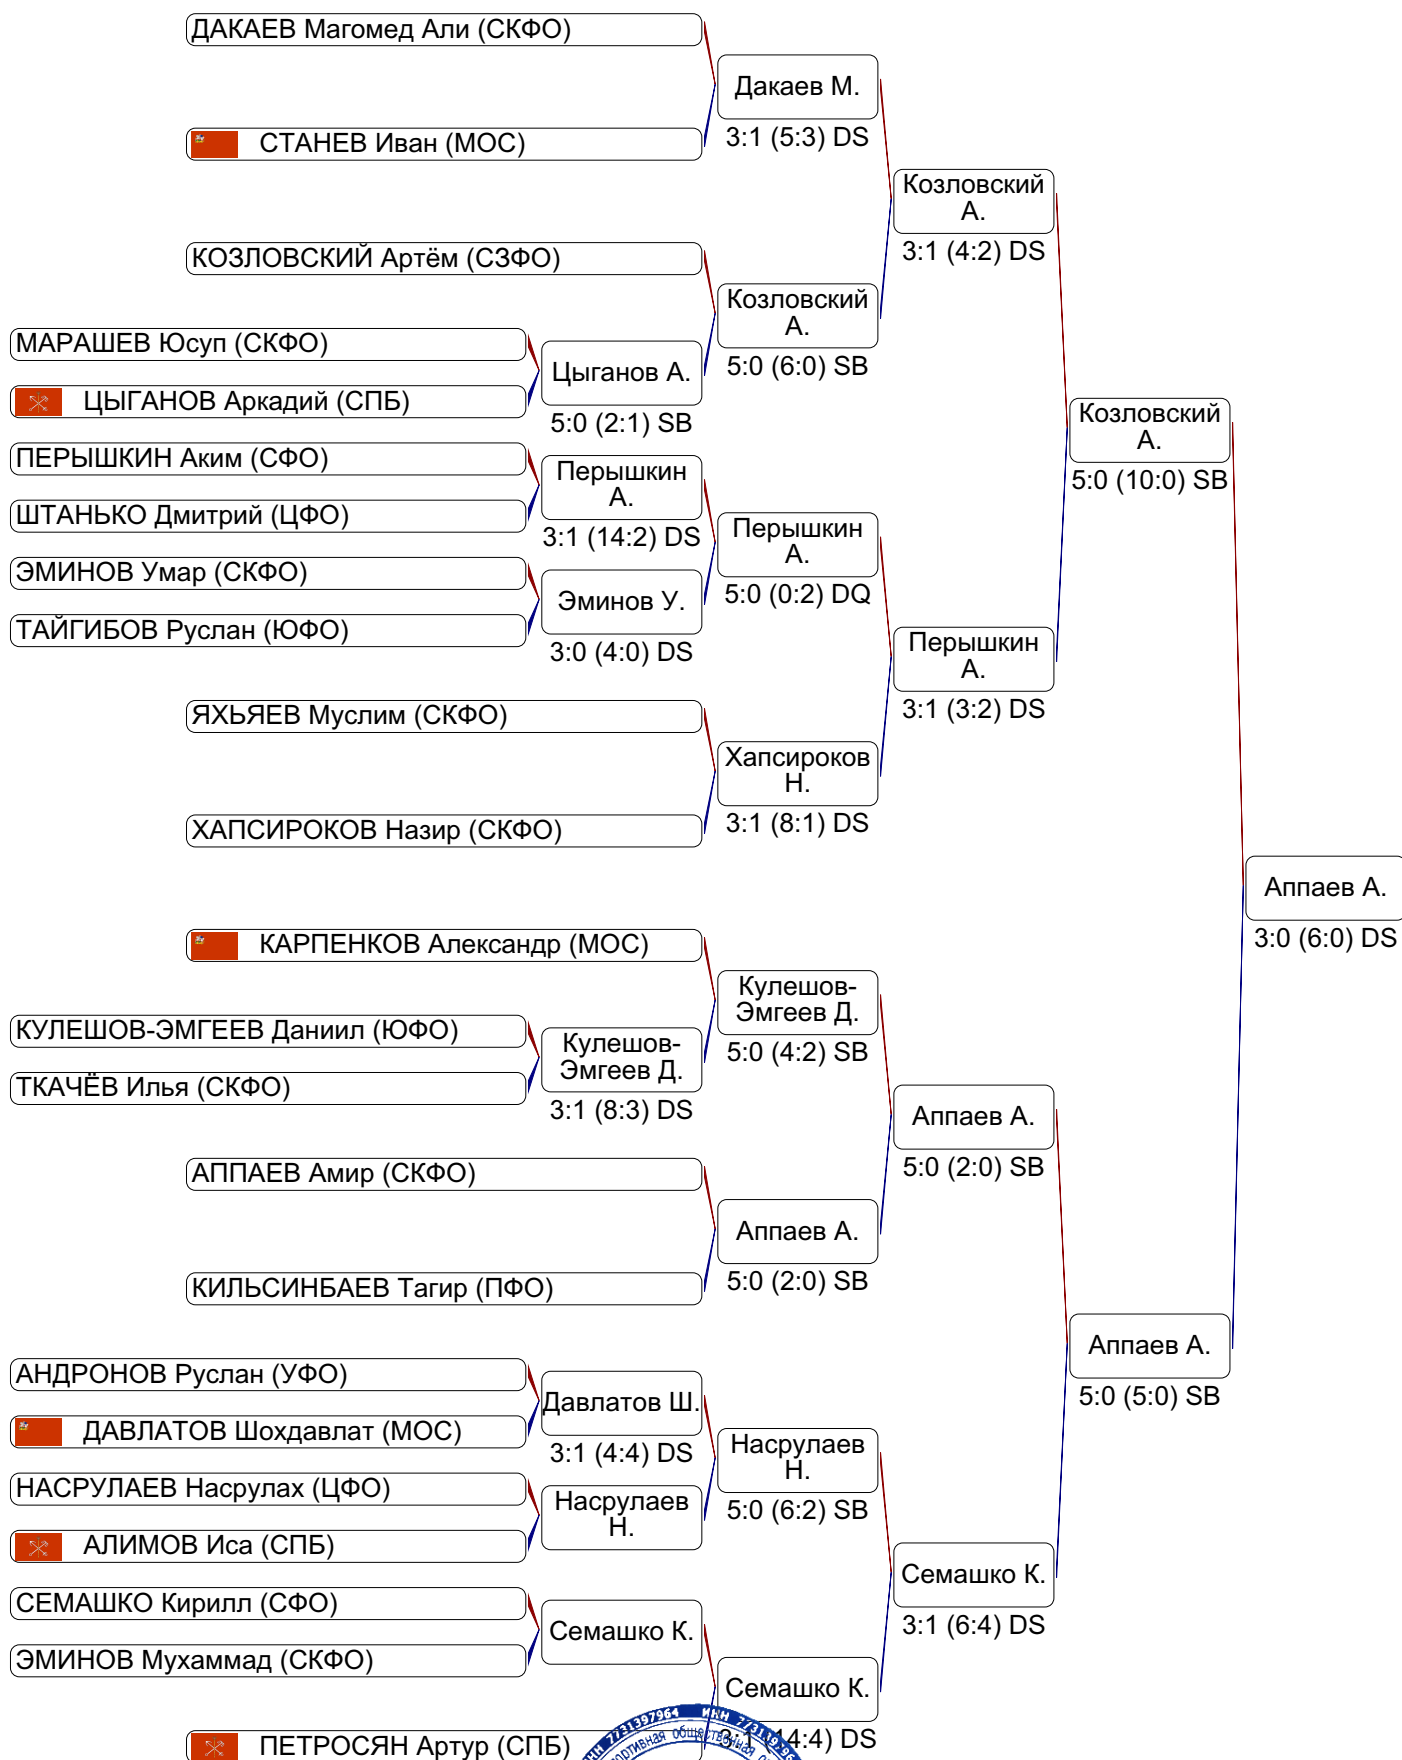 ДАКАЕВ Магомед Али (СКФО)
Дакаев М.
3:1 (5:3) DS
СТАНЕВ Иван (МОС)
Козловский
А.
3:1 (4:2) DS
КОЗЛОВСКИЙ Артём (СЗФО)
Козловский
А.
5:0 (6:0) SB
МАРАШЕВ Юсуп (СКФО)
Цыганов А.
5:0 (2:1) SB
ЦЫГАНОВ Аркадий (СПБ)
Козловский
А.
5:0 (10:0) SB
ПЕРЫШКИН Аким (СФО)
Перышкин
А.
3:1 (14:2) DS
ШТАНЬКО Дмитрий (ЦФО)
Перышкин
А.
5:0 (0:2) DQ
ЭМИНОВ Умар (СКФО)
Эминов У.
3:0 (4:0) DS
ТАЙГИБОВ Руслан (ЮФО)
Перышкин
А.
3:1 (3:2) DS
ЯХЬЯЕВ Муслим (СКФО)
Хапсироков
Н.
3:1 (8:1) DS
ХАПСИРОКОВ Назир (СКФО)
Аппаев А.
3:0 (6:0) DS
КАРПЕНКОВ Александр (МОС)
Кулешов-
Эмгеев Д.
5:0 (4:2) SB
КУЛЕШОВ-ЭМГЕЕВ Даниил (ЮФО)
Кулешов-
Эмгеев Д.
3:1 (8:3) DS
ТКАЧЁВ Илья (СКФО)
Аппаев А.
5:0 (2:0) SB
АППАЕВ Амир (СКФО)
Аппаев А.
5:0 (2:0) SB
КИЛЬСИНБАЕВ Тагир (ПФО)
Аппаев А.
5:0 (5:0) SB
АНДРОНОВ Руслан (УФО)
Давлатов Ш.
3:1 (4:4) DS
ДАВЛАТОВ Шохдавлат (МОС)
Насрулаев
Н.
5:0 (6:2) SB
НАСРУЛАЕВ Насрулах (ЦФО)
Насрулаев
Н.
АЛИМОВ Иса (СПБ)
Семашко К.
3:1 (6:4) DS
СЕМАШКО Кирилл (СФО)
Семашко К.
ЭМИНОВ Мухаммад (СКФО)
Семашко К.
3:1 (14:4) DS
ПЕТРОСЯН Артур (СПБ)